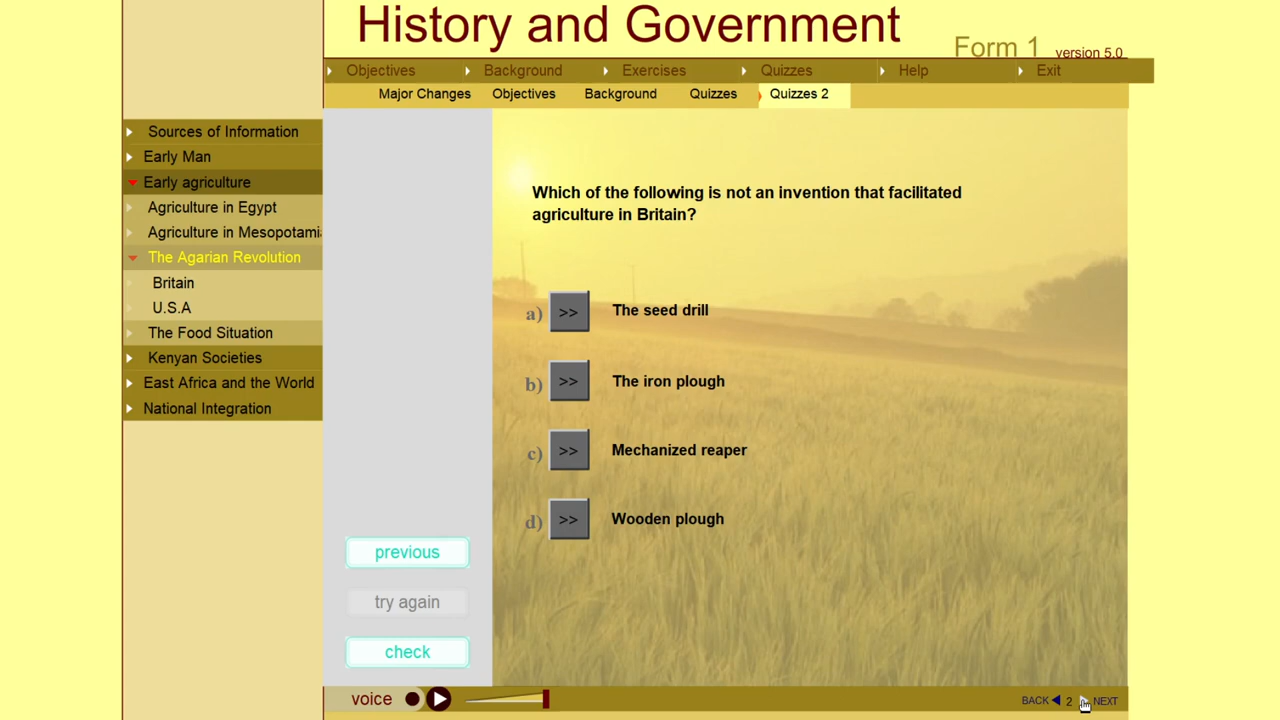 History and Government
Form 1 version 5.0
Objectives Background Exercises Quizzes Help Exit
Major Changes Objectives Background Quizzes Quizzes 2
Sources of Information
Early Man
Early agriculture
Agriculture in Egypt
Agriculture in Mesopotami
The Agarian Revolution
Britain
U.S.A
The Food Situation
Kenyan Societies
East Africa and the World
National Integration
Which of the following is not an invention that facilitated
agriculture in Britain?
a) >> The seed drill
b) >> The iron plough
c) >> Mechanized reaper
d) >> Wooden plough
previous
try again
check
voice
BACK 2 NEXT